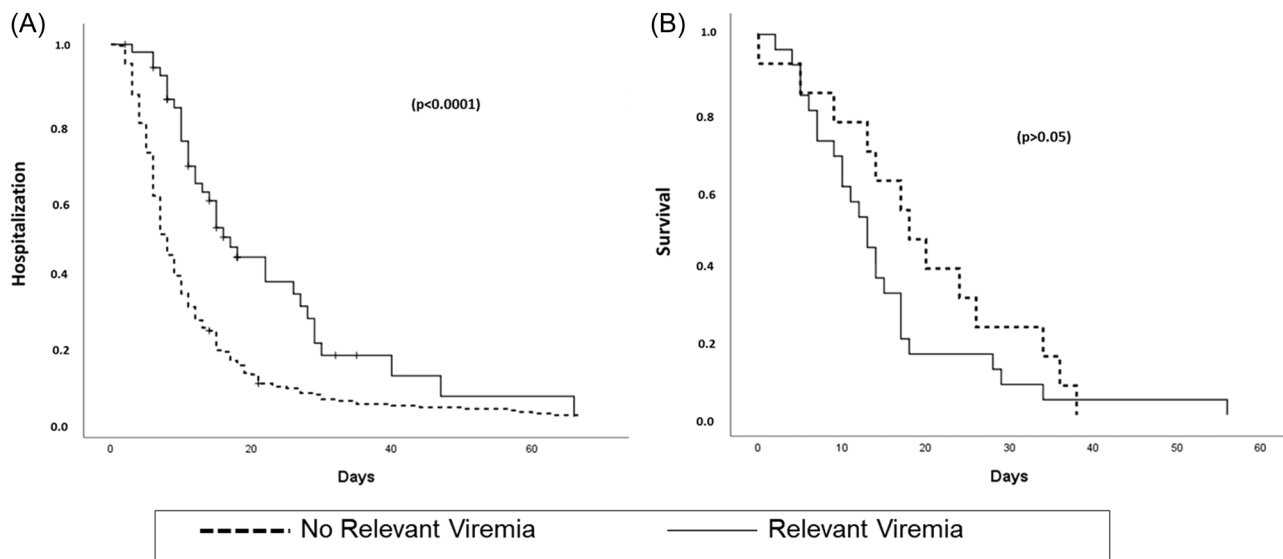 (A)
Hospitalization
1.0
0.8
0.6
0.4
0.2
0.0
(p<0.0001)
0 20 40 60
Days
(B)
Survival
1.0
0.8
0.6
0.4
0.2
0.0
(p>0.05)
0 10 20 30 40 50 60
Days
No Relevant Viremia Relevant Viremia